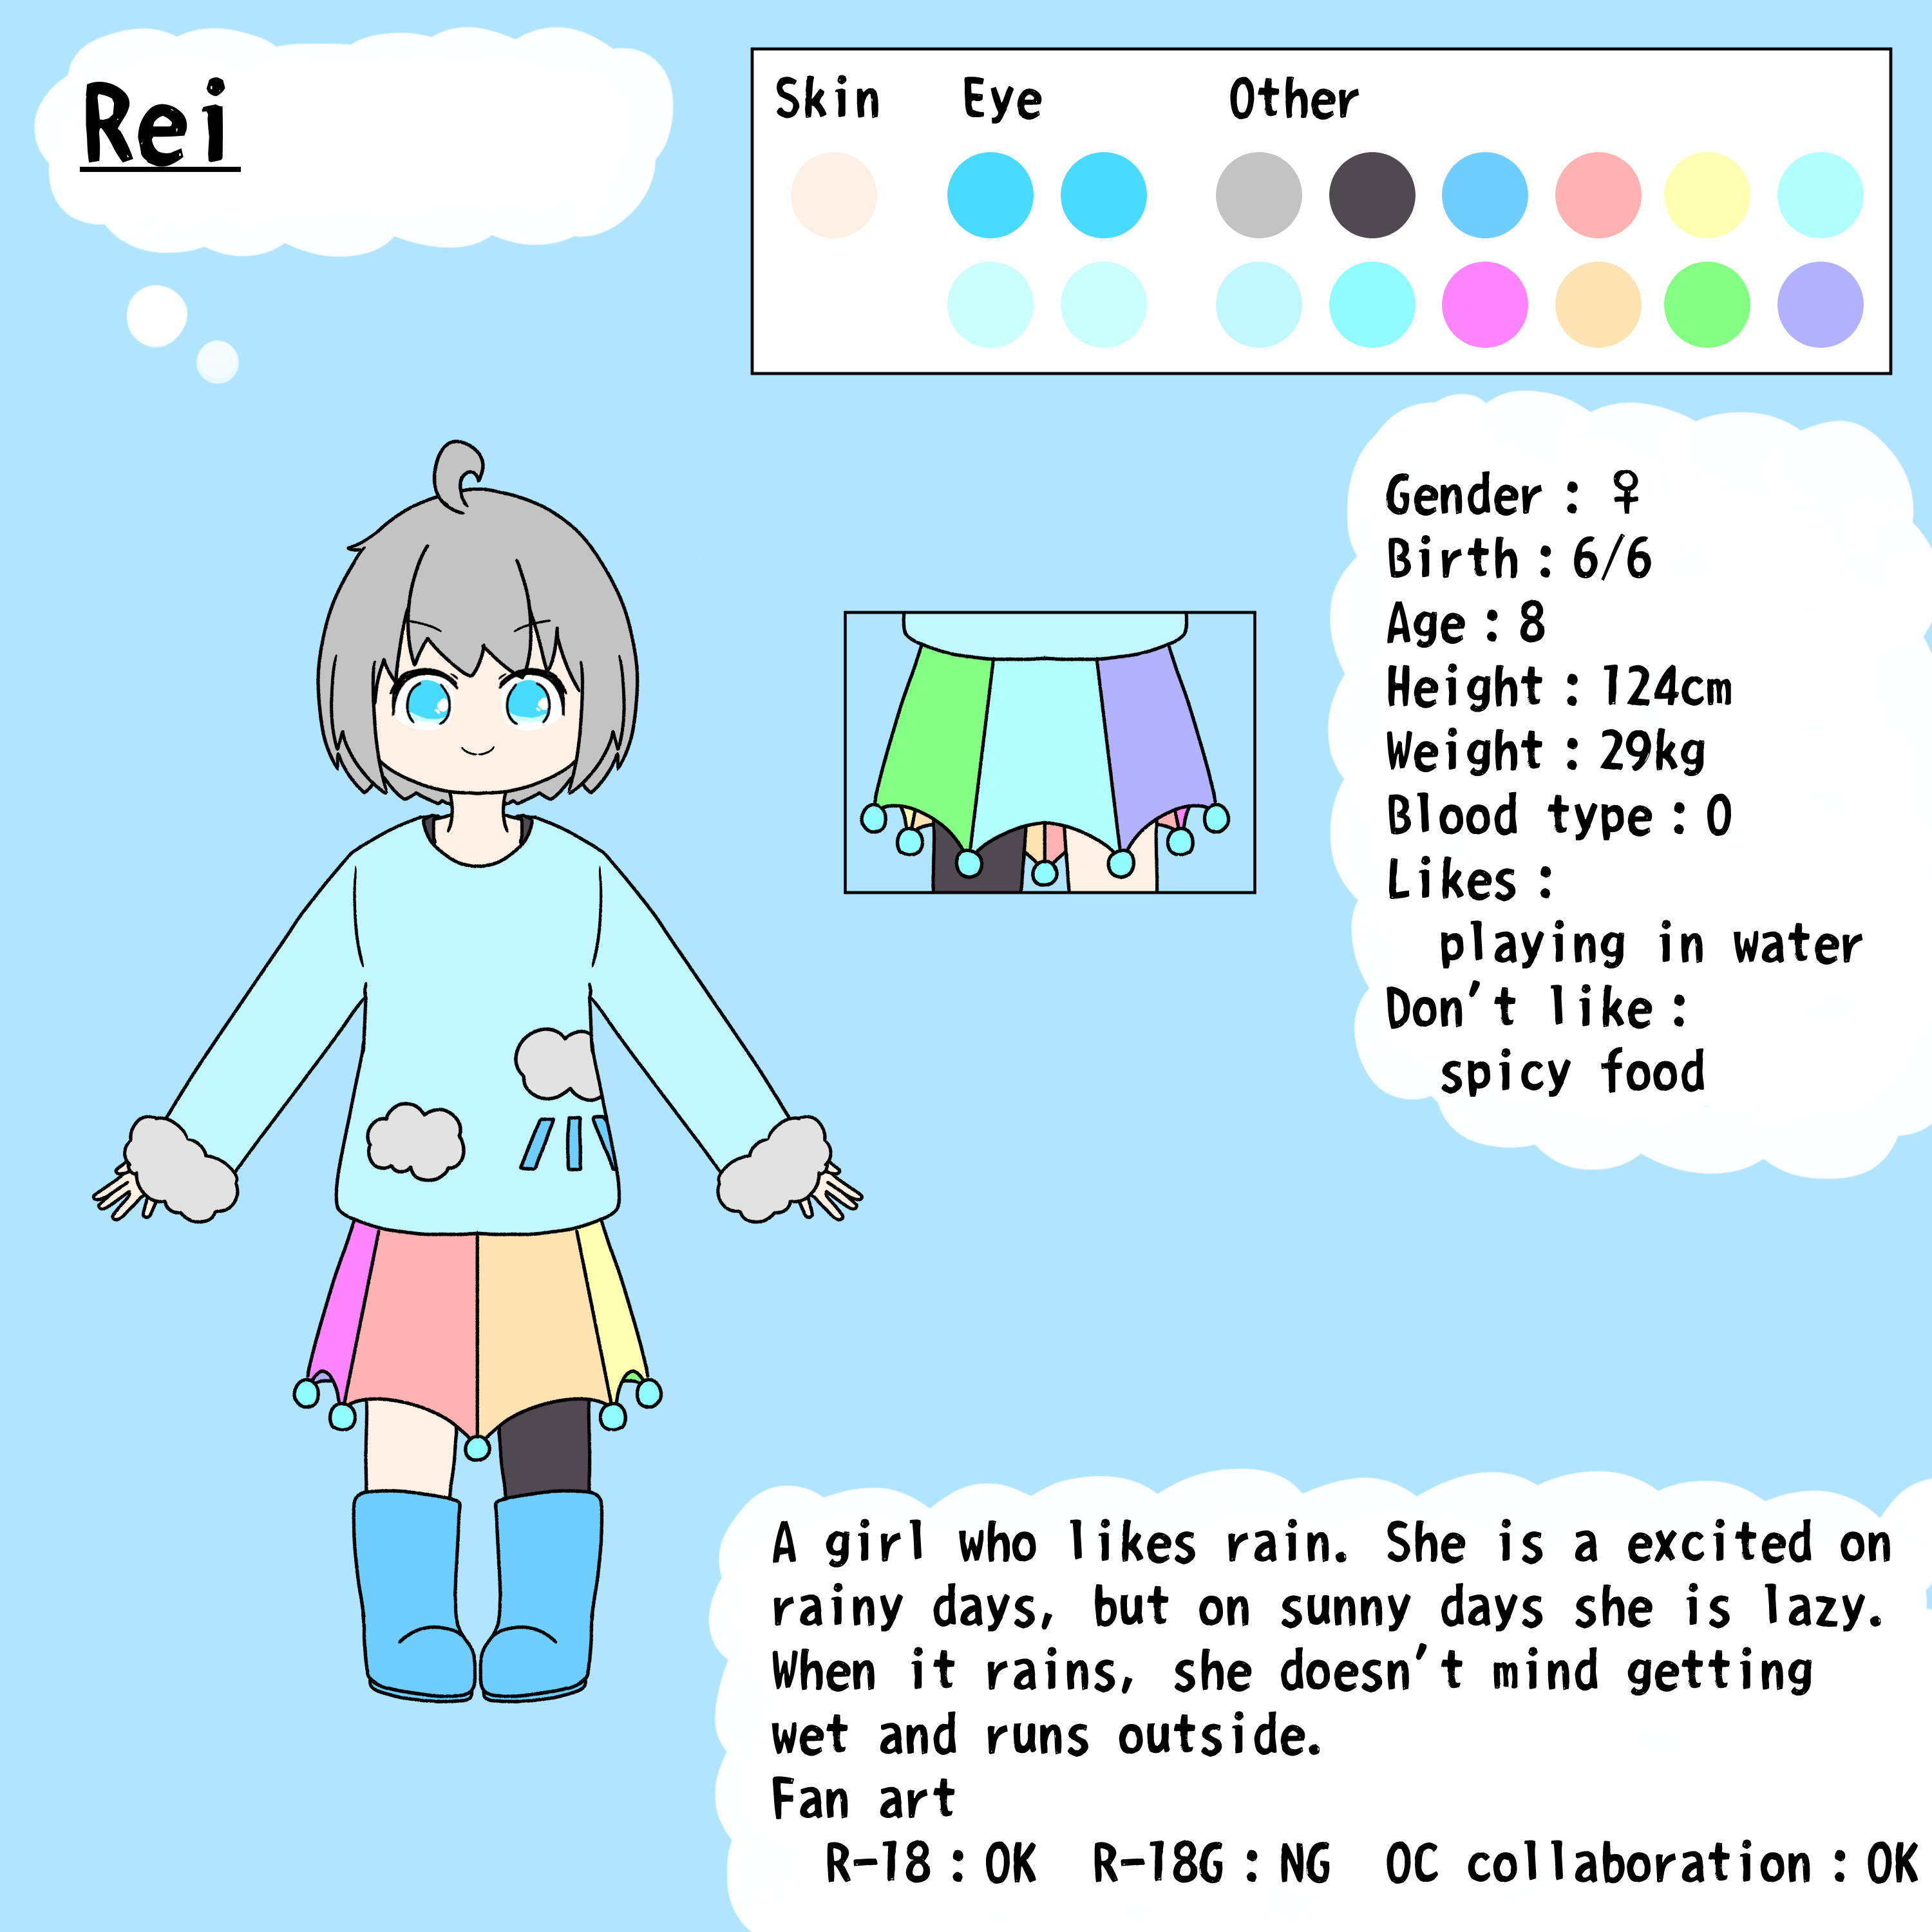 Rei
Skin Eye Other
Gender : ♀
Birth : 6/6
Age : 8
Height : 124cm
Weight : 29kg
Blood type : O
Likes :
playing in water
Don't like :
spicy food
A girl who likes rain. She is a excited on
rainy days, but on sunny days she is lazy.
When it rains, she doesn't mind getting
wet and runs outside.
Fan art
R-18 : OK R-18G : NG OC collaboration : OK